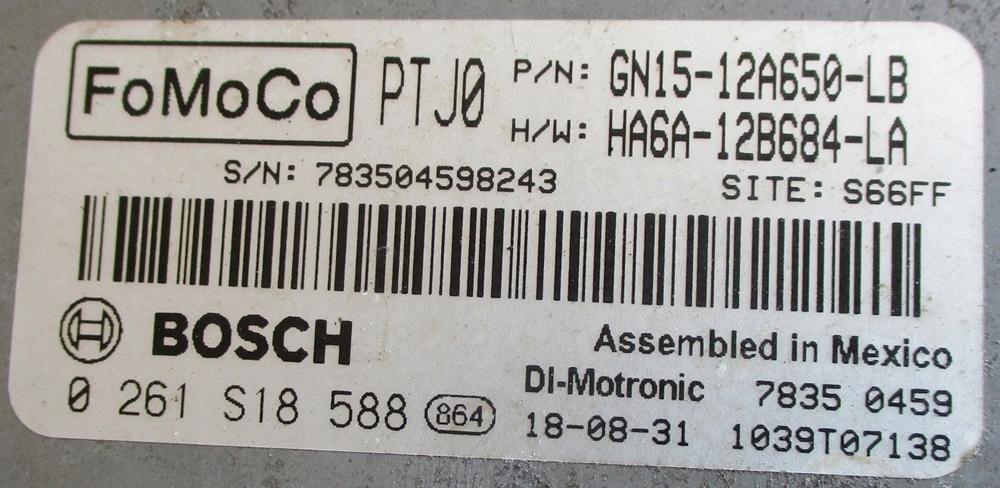 FoMoCo PTJ0 P/N: GN15-12A650-LB
H/W: HA6A-12B684-LA
S/N: 783504598243 SITE: S66FF
BOSCH Assembled in Mexico
DI-Motronic 7835 0459
0 261 S18 588 864 18-08-31 1039T07138